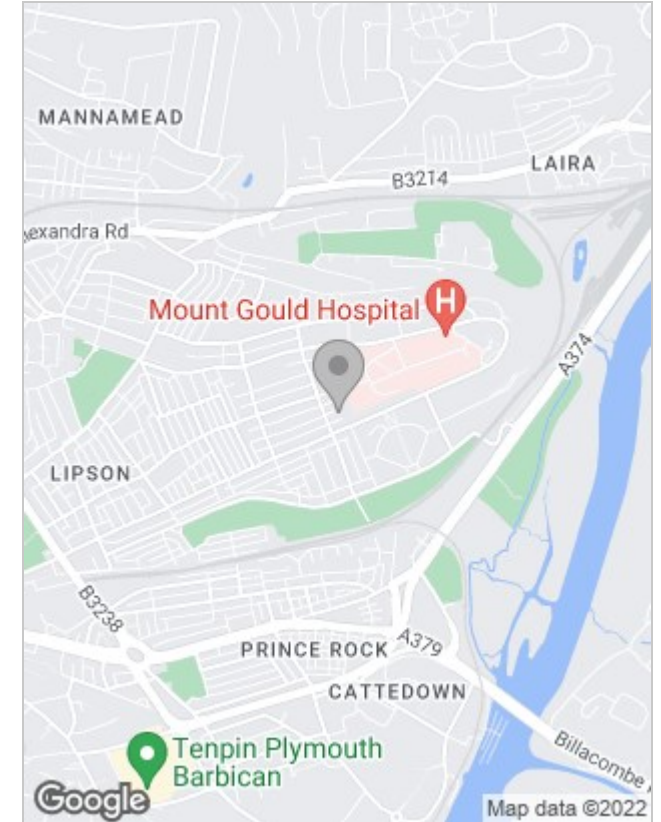 MANNAMEAD
LAIRA
B3214
exandra Rd
Mount Gould Hospital
H
A374
LIPSON
B3238
PRINCE ROCK
A379
CATTEDOWN
Tenpin Plymouth
Barbican
Billacombe
Google
Map data ©2022